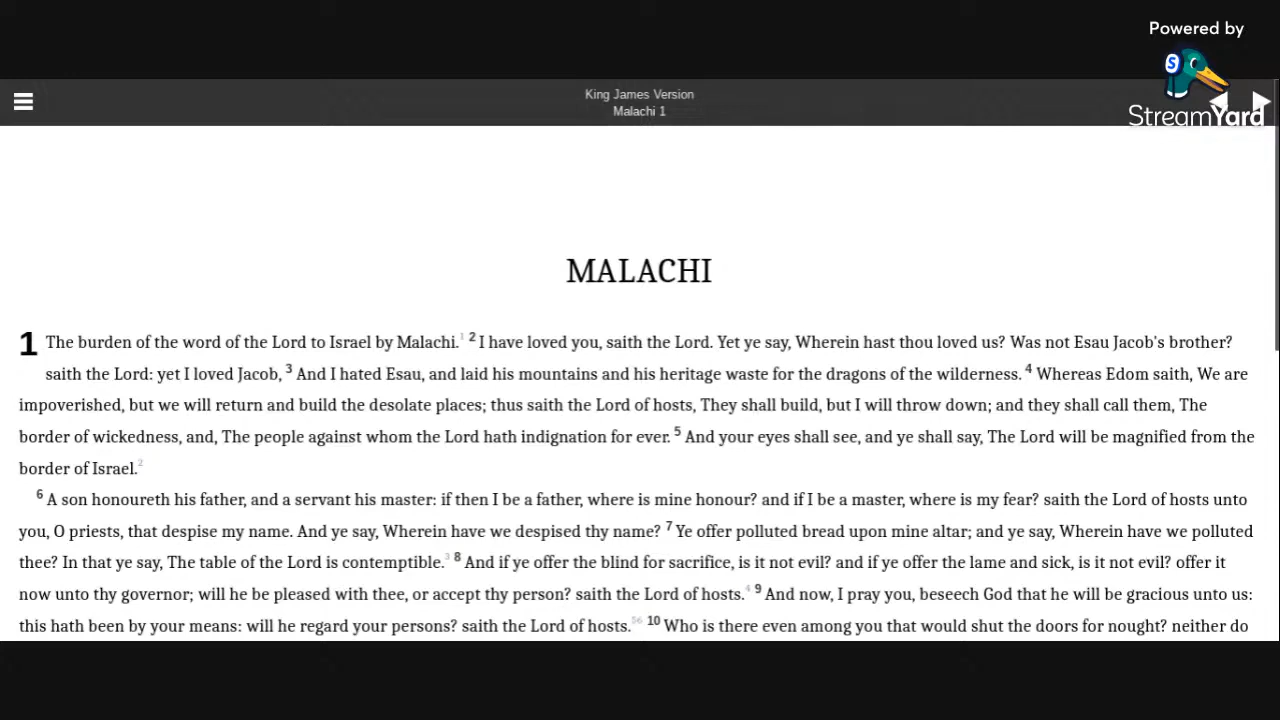 Powered by
StreamYard
King James Version
Malachi 1
MALACHI
1 The burden of the word of the Lord to Israel by Malachi.1 2 I have loved you, saith the Lord. Yet ye say, Wherein hast thou loved us? Was not Esau Jacob's brother?
saith the Lord: yet I loved Jacob, 3 And I hated Esau, and laid his mountains and his heritage waste for the dragons of the wilderness. 4 Whereas Edom saith, We are
impoverished, but we will return and build the desolate places; thus saith the Lord of hosts, They shall build, but I will throw down; and they shall call them, The
border of wickedness, and, The people against whom the Lord hath indignation for ever. 5 And your eyes shall see, and ye shall say, The Lord will be magnified from the
border of Israel.2
6 A son honoureth his father, and a servant his master: if then I be a father, where is mine honour? and if I be a master, where is my fear? saith the Lord of hosts unto
you, O priests, that despise my name. And ye say, Wherein have we despised thy name? 7 Ye offer polluted bread upon mine altar; and ye say, Wherein have we polluted
thee? In that ye say, The table of the Lord is contemptible.3 8 And if ye offer the blind for sacrifice, is it not evil? and if ye offer the lame and sick, is it not evil? offer it
now unto thy governor; will he be pleased with thee, or accept thy person? saith the Lord of hosts.4 9 And now, I pray you, beseech God that he will be gracious unto us:
this hath been by your means: will he regard your persons? saith the Lord of hosts.56 10 Who is there even among you that would shut the doors for nought? neither do